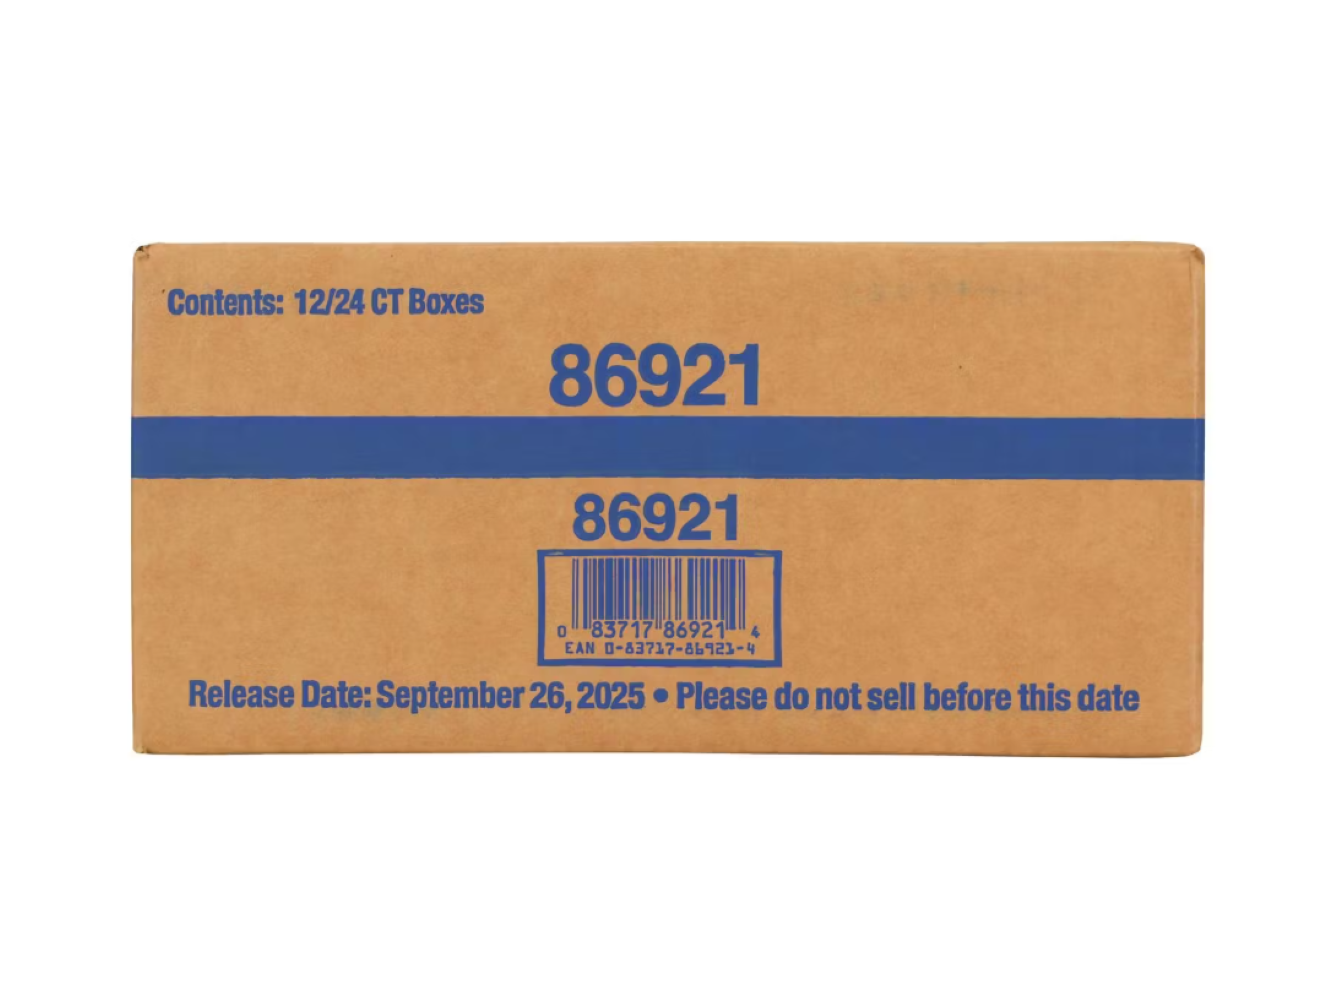 Contents: 12/24 CT Boxes
86921
86921
0 83717 86921 4
EAN 0-83717-86921-4
Release Date: September 26, 2025 • Please do not sell before this date